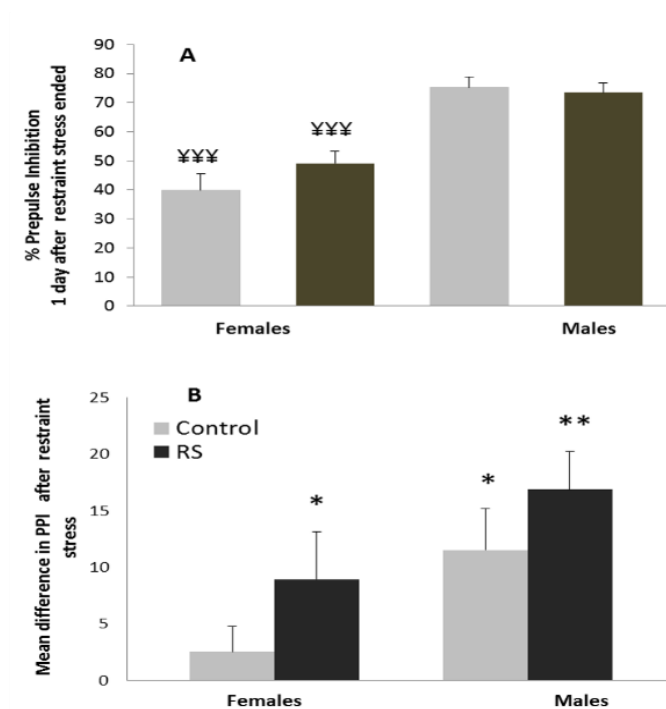 A
90
80
70
60
50
40
30
20
10
0
% Prepulse Inhibition
1 day after restraint stress ended
¥¥¥
¥¥¥
Females
Males
B
25
20
15
10
5
0
Mean difference in PPI after restraint
stress
Control
RS
*
*
**
Females
Males